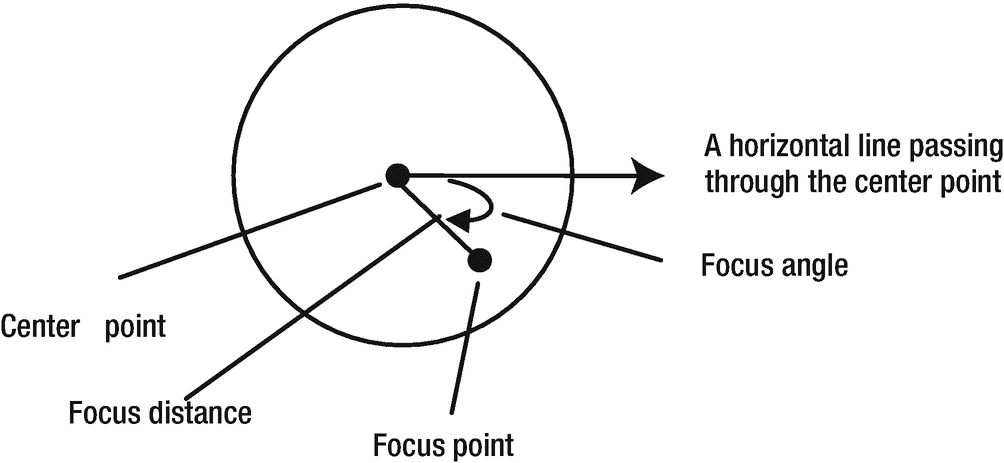 A horizontal line passing
through the center point
Focus angle
Center point
Focus distance
Focus point